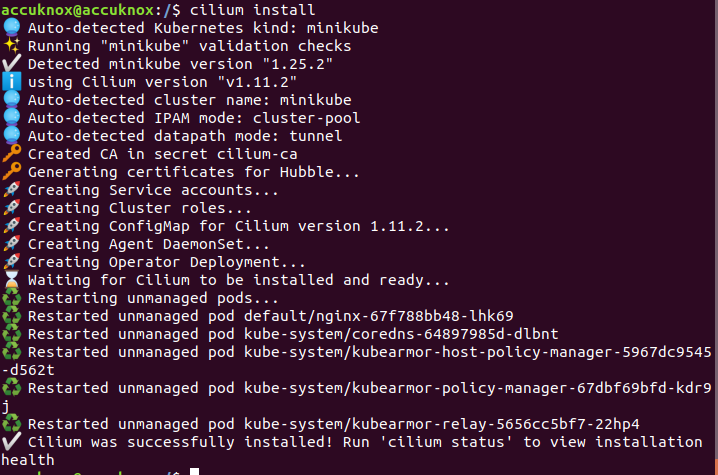 accuknox@accuknox:/$ cilium install
🔮 Auto-detected Kubernetes kind: minikube
✨ Running "minikube" validation checks
✔ Detected minikube version "1.25.2"
ℹ using Cilium version "v1.11.2"
🔮 Auto-detected cluster name: minikube
🔮 Auto-detected IPAM mode: cluster-pool
🔮 Auto-detected datapath mode: tunnel
🔑 Created CA in secret cilium-ca
🔑 Generating certificates for Hubble...
🚀 Creating Service accounts...
🚀 Creating Cluster roles...
🚀 Creating ConfigMap for Cilium version 1.11.2...
🚀 Creating Agent DaemonSet...
🚀 Creating Operator Deployment...
⌛ Waiting for Cilium to be installed and ready...
♻ Restarting unmanaged pods...
♻ Restarted unmanaged pod default/nginx-67f788bb48-lhk69
♻ Restarted unmanaged pod kube-system/coredns-64897985d-dlbnt
♻ Restarted unmanaged pod kube-system/kubearmor-host-policy-manager-5967dc9545
-d562t
♻ Restarted unmanaged pod kube-system/kubearmor-policy-manager-67dbf69bfd-kdr9
j
♻ Restarted unmanaged pod kube-system/kubearmor-relay-5656cc5bf7-22hp4
✔ Cilium was successfully installed! Run 'cilium status' to view installation
health
accuknox@accuknox:/$